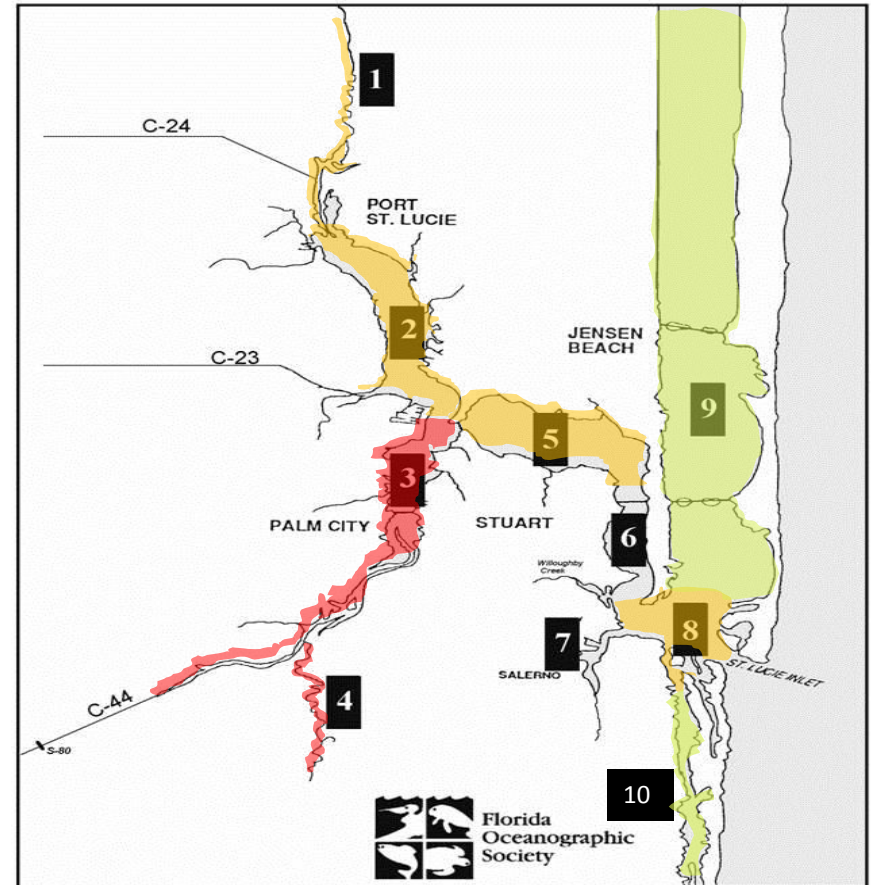 1
C-24
PORT
ST. LUCIE
2
JENSEN
BEACH
C-23
9
5
3
PALM CITY
STUART
6
Willoughby
Creek
8
7
ST. LUCIE INLET
SALERNO
4
C-44
S-80
10
Florida
Oceanographic
Society